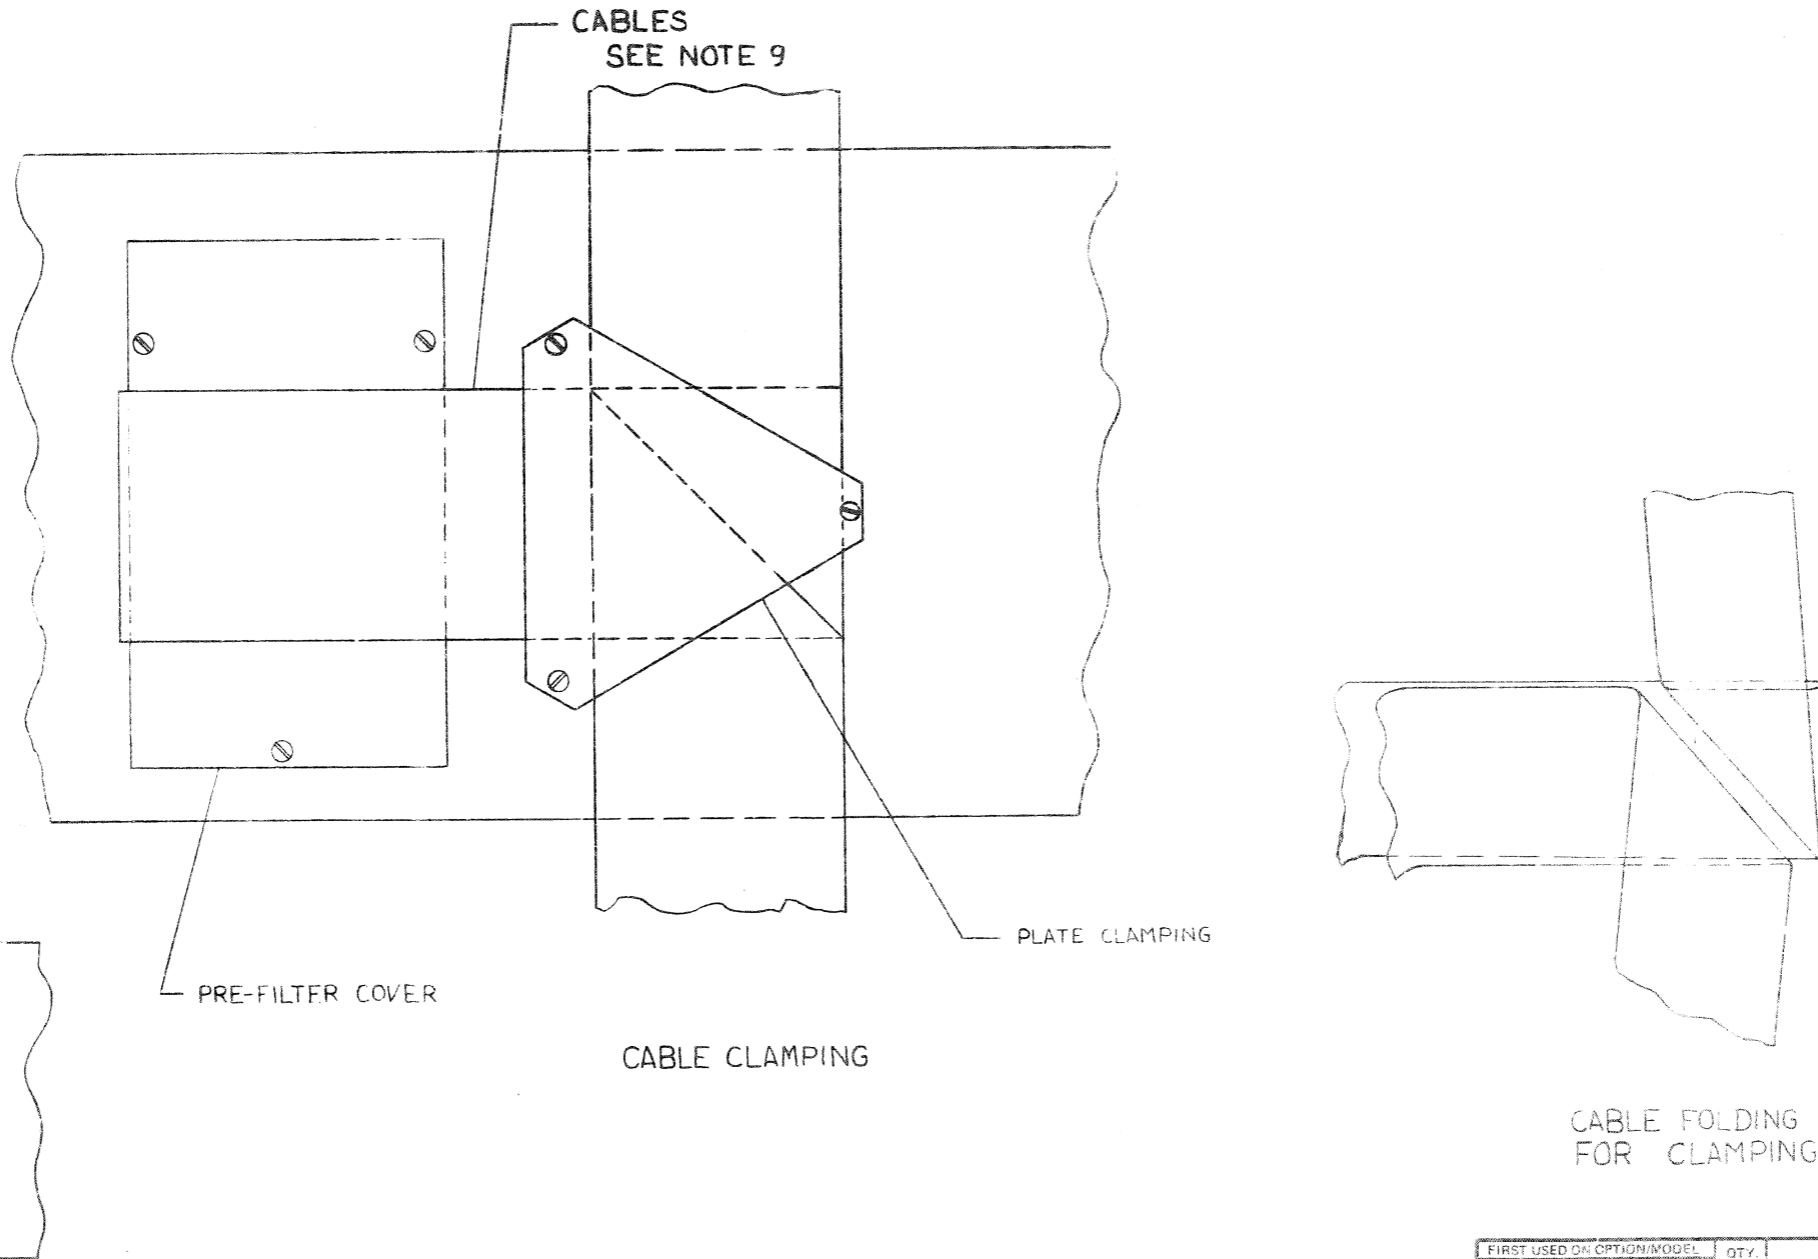 CABLES
SEE NOTE 9
PLATE CLAMPING
PRE-FILTER COVER
CABLE CLAMPING
CABLE FOLDING
FOR CLAMPING
FIRST USED ON OPTION/MODEL QTY.